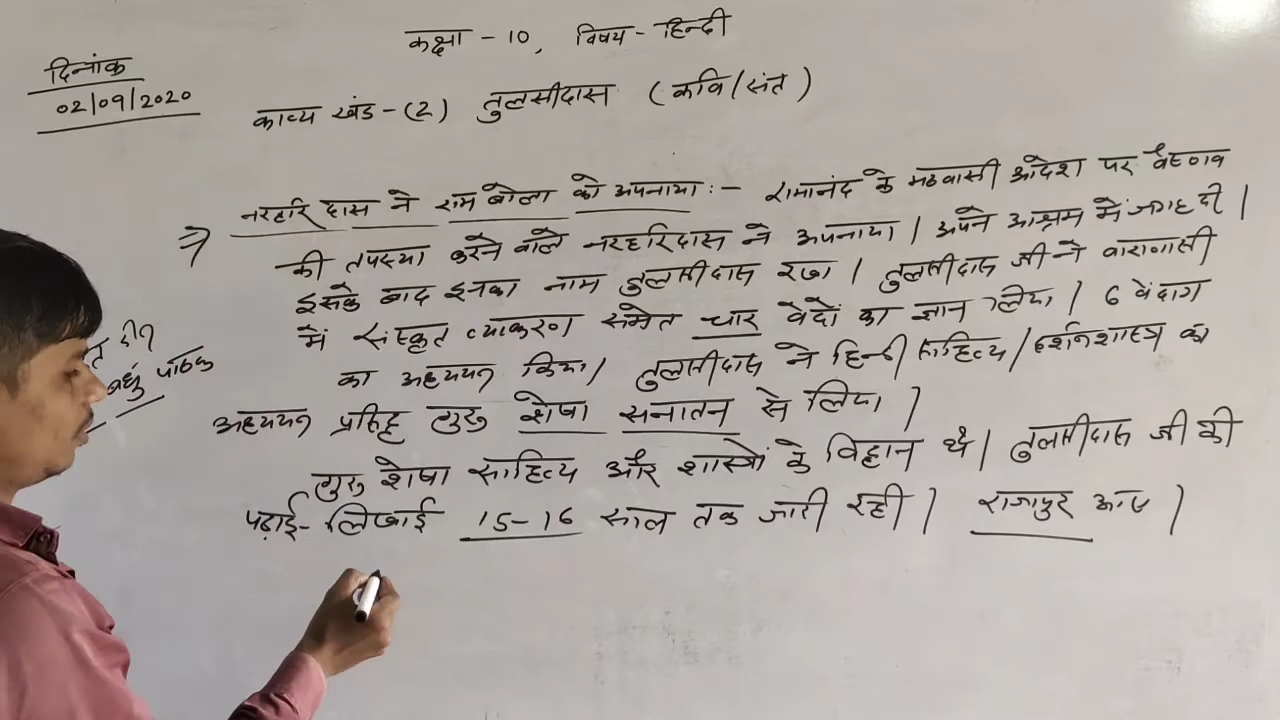 कक्षा - 10, विषय - हिन्दी
दिनांक
02/09/2020
काव्य खंड - (2) तुलसीदास (कवि/संत)
⇒ नरहरि दास ने राम बोला को अपनाया :- रामानंद के मठवासी आदेश पर वैष्णव
की तपस्या करने वाले नरहरिदास ने अपनाया। अपने आश्रम में जगह दी।
इसके बाद इनका नाम तुलसीदास रखा। तुलसीदास जी ने वाराणासी
में संस्कृत व्याकरण समेत चार वेदों का ज्ञान लिया। 6 वेदांग
का अध्ययन किया। तुलसीदास ने हिन्दी साहित्य/दर्शनशास्त्र का
अध्ययन प्रसिद्द गुरु शेषा सनातन से लिया।
गुरु शेषा साहित्य और शास्त्रों के विद्वान थे। तुलसीदास जी की
पढ़ाई-लिखाई 15-16 साल तक जारी रही। राजापुर आए।
दीन
बंधु पाठक